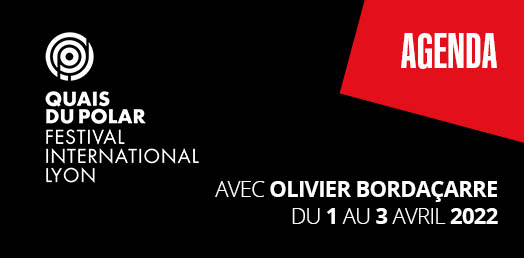 AGENDA
QUAIS
DU POLAR
FESTIVAL
INTERNATIONAL
LYON
AVEC OLIVIER BORDAÇARRE
DU 1 AU 3 AVRIL 2022